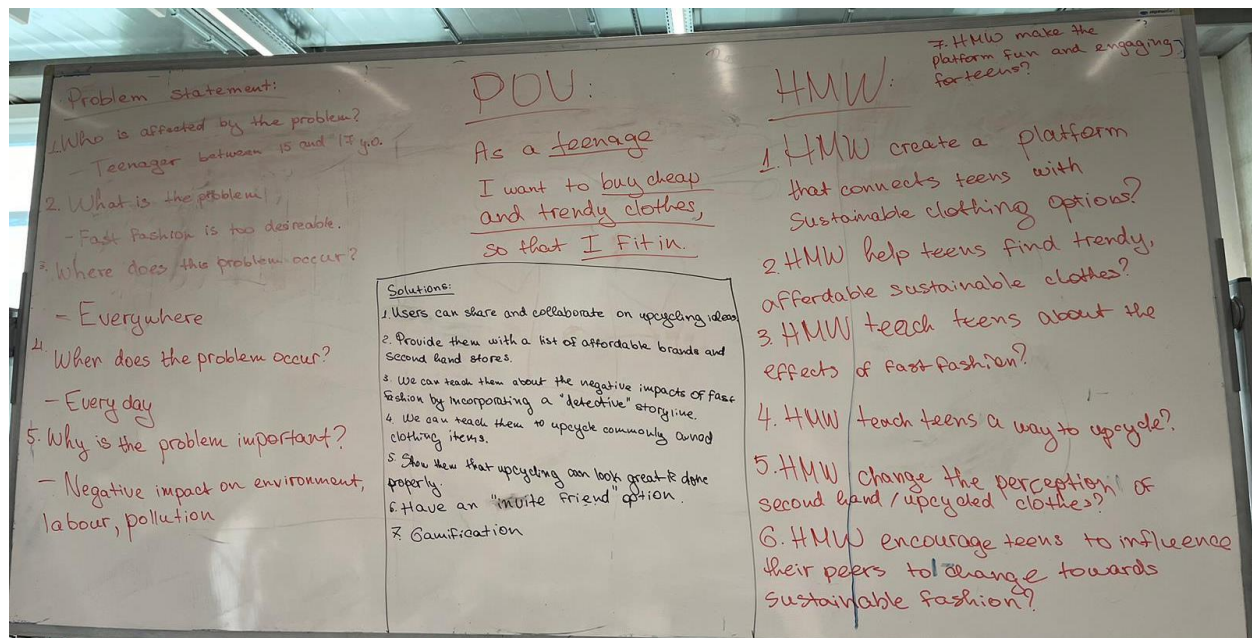 Problem statement:
1. Who is affected by the problem?
- Teenager between 15 and 17 y.o.
2. What is the problem
- Fast fashion is too desireable.
3. Where does this problem occur?
- Everywhere
4. When does the problem occur?
- Every day
5. Why is the problem important?
- Negative impact on environment,
labour, pollution
POV:
As a teenage
I want to buy cheap
and trendy clothes,
so that I fit in.
Solutions:
1. Users can share and collaborate on upcycling ideas
2. Provide them with a list of affordable brands and
second hand stores.
3. We can teach them about the negative impacts of fast
fashion by incorporating a "detective" storyline.
4. We can teach them to upcycle commonly owned
clothing items.
5. Show them that upcycling can look great if done
properly.
6. Have an "invite friend" option.
7. Gamification
HMW:
7. HMW make the
platform fun and engaging
for teens?
1. HMW create a platform
that connects teens with
sustainable clothing options?
2. HMW help teens find trendy,
afferdable sustainable clothes?
3. HMW teach teens about the
effects of fast fashion?
4. HMW teach teens a way to upcycle?
5. HMW change the perception of
second hand / upcycled clothes?
6. HMW encourage teens to influence
their peers to change towards
sustainable fashion?